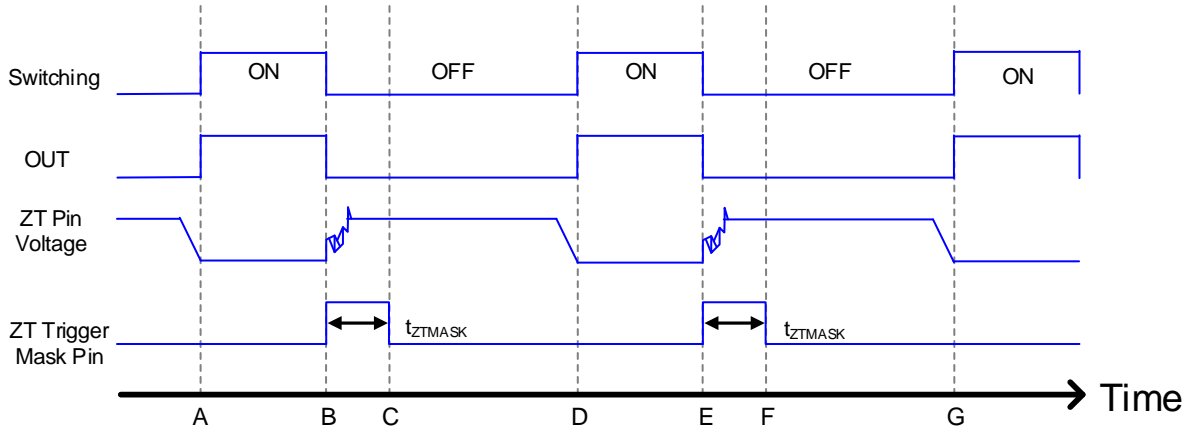 Switching
ON
OFF
ON
OFF
ON
OUT
ZT Pin
Voltage
ZT Trigger
Mask Pin
tZTMASK
tZTMASK
Time
A
B
C
D
E
F
G